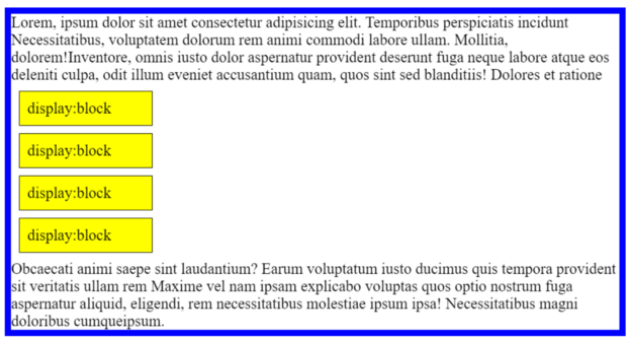 Lorem, ipsum dolor sit amet consectetur adipisicing elit. Temporibus perspiciatis incidunt
Necessitatibus, voluptatem dolorum rem animi commodi labore ullam. Mollitia,
dolorem!Inventore, omnis iusto dolor aspernatur provident deserunt fuga neque labore atque eos
deleniti culpa, odit illum eveniet accusantium quam, quos sint sed blanditiis! Dolores et ratione
display:block
display:block
display:block
display:block
Obcaecati animi saepe sint laudantium? Earum voluptatum iusto ducimus quis tempora provident
sit veritatis ullam rem Maxime vel nam ipsam explicabo voluptas quos optio nostrum fuga
aspernatur aliquid, eligendi, rem necessitatibus molestiae ipsum ipsa! Necessitatibus magni
doloribus cumqueipsum.